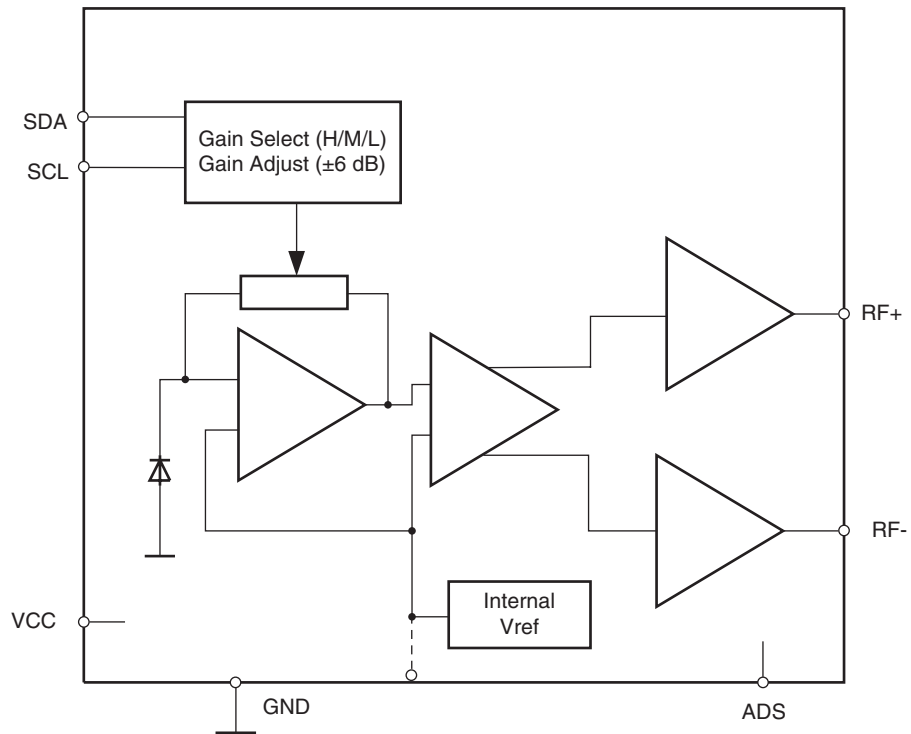 SDA
SCL
Gain Select (H/M/L)
Gain Adjust (±6 dB)
RF+
RF-
Internal
Vref
VCC
GND
ADS